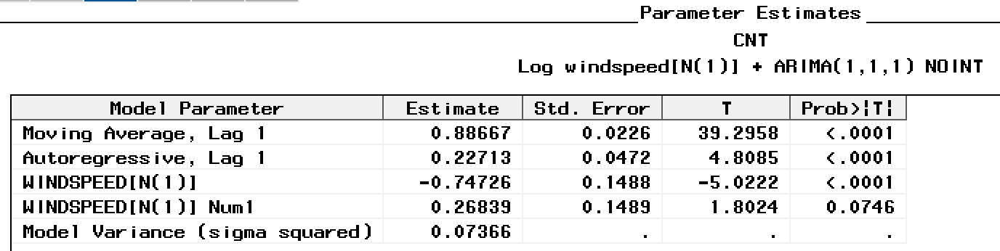 Parameter Estimates
CNT
Log windspeed[N(1)] + ARIMA(1,1,1) NOINT
Model Parameter Estimate Std. Error T Prob>|T|
Moving Average, Lag 1 0.88667 0.0226 39.2958 <.0001
Autoregressive, Lag 1 0.22713 0.0472 4.8085 <.0001
WINDSPEED[N(1)] -0.74726 0.1488 -5.0222 <.0001
WINDSPEED[N(1)] Num1 0.26839 0.1489 1.8024 0.0746
Model Variance (sigma squared) 0.07366 . . .